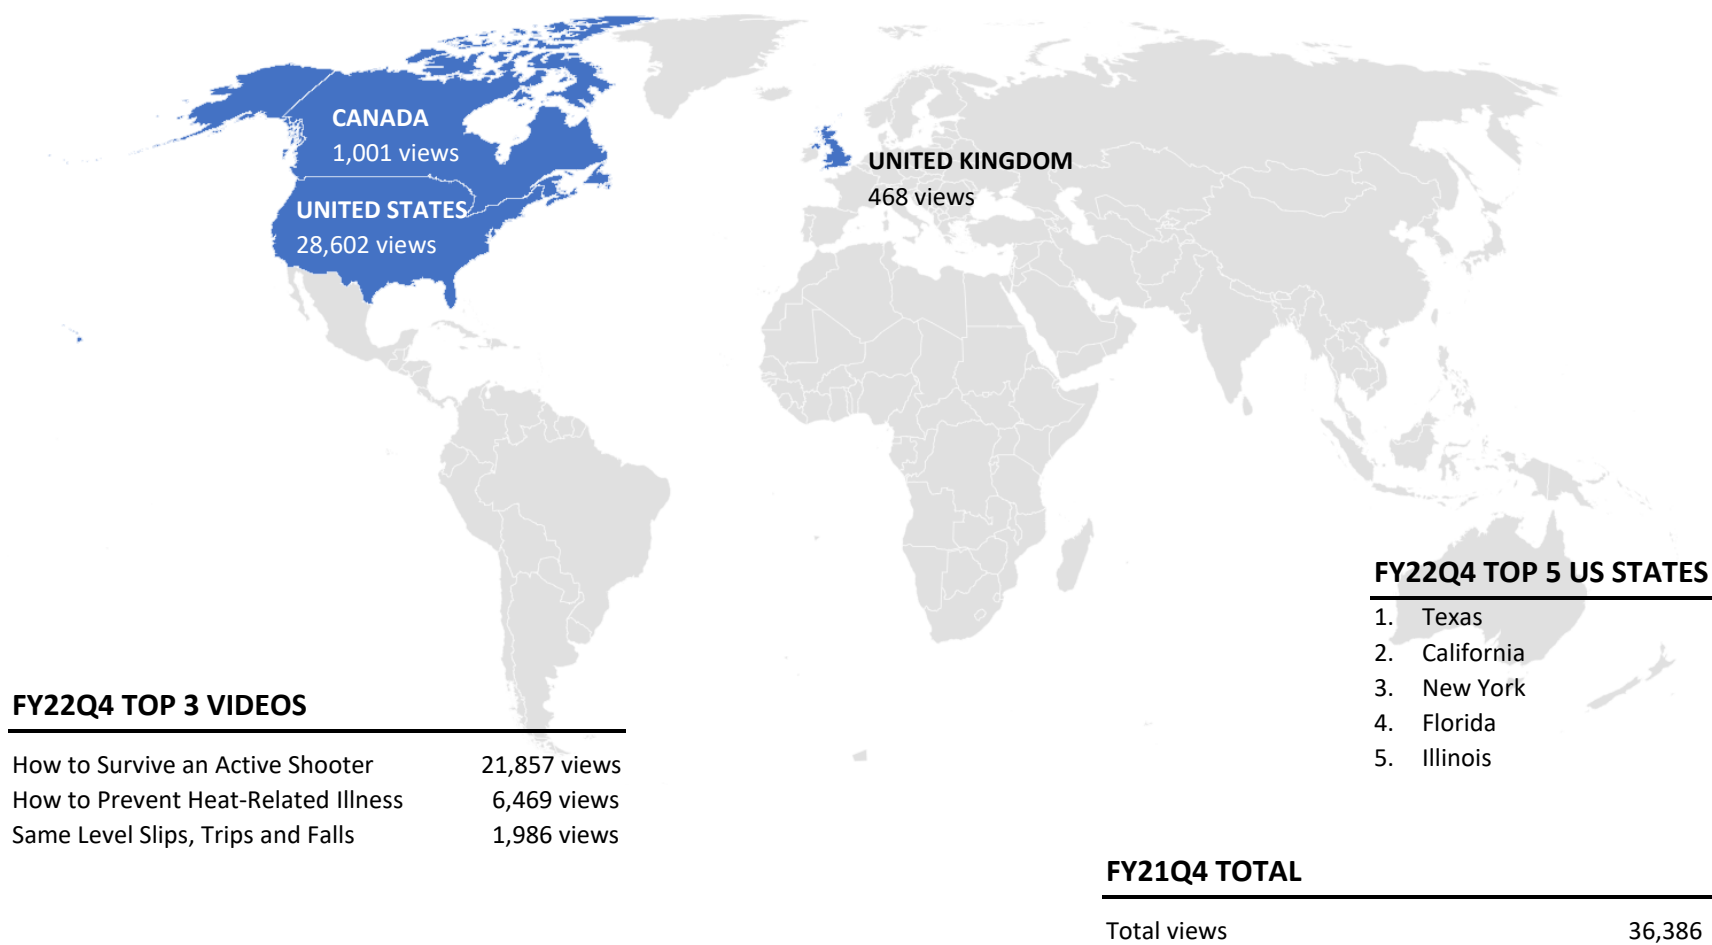 CANADA
1,001 views
UNITED STATES
28,602 views
UNITED KINGDOM
468 views
FY22Q4 TOP 5 US STATES
1. Texas
2. California
3. New York
4. Florida
5. Illinois
FY22Q4 TOP 3 VIDEOS
How to Survive an Active Shooter 21,857 views
How to Prevent Heat-Related Illness 6,469 views
Same Level Slips, Trips and Falls 1,986 views
FY21Q4 TOTAL
Total views 36,386